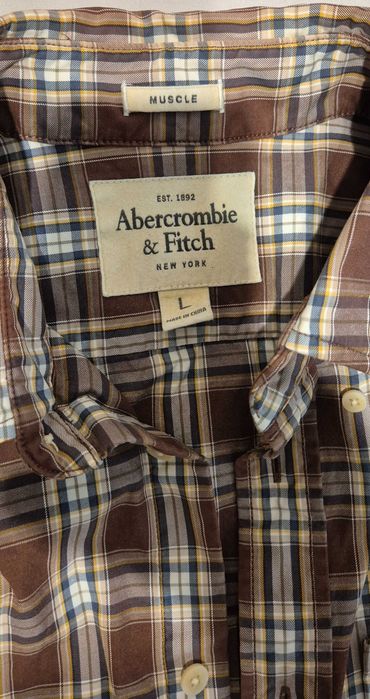 MUSCLE
EST. 1892
Abercrombie
& Fitch
NEW YORK
L
MADE IN CHINA